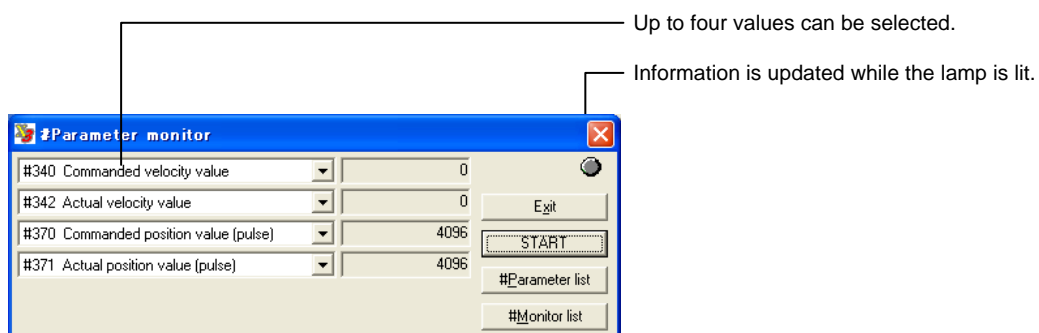 Up to four values can be selected.
Information is updated while the lamp is lit.
#Parameter monitor
#340 Commanded velocity value 0
#342 Actual velocity value 0
Exit
#370 Commanded position value (pulse) 4096
START
#371 Actual position value (pulse) 4096
#Parameter list
#Monitor list